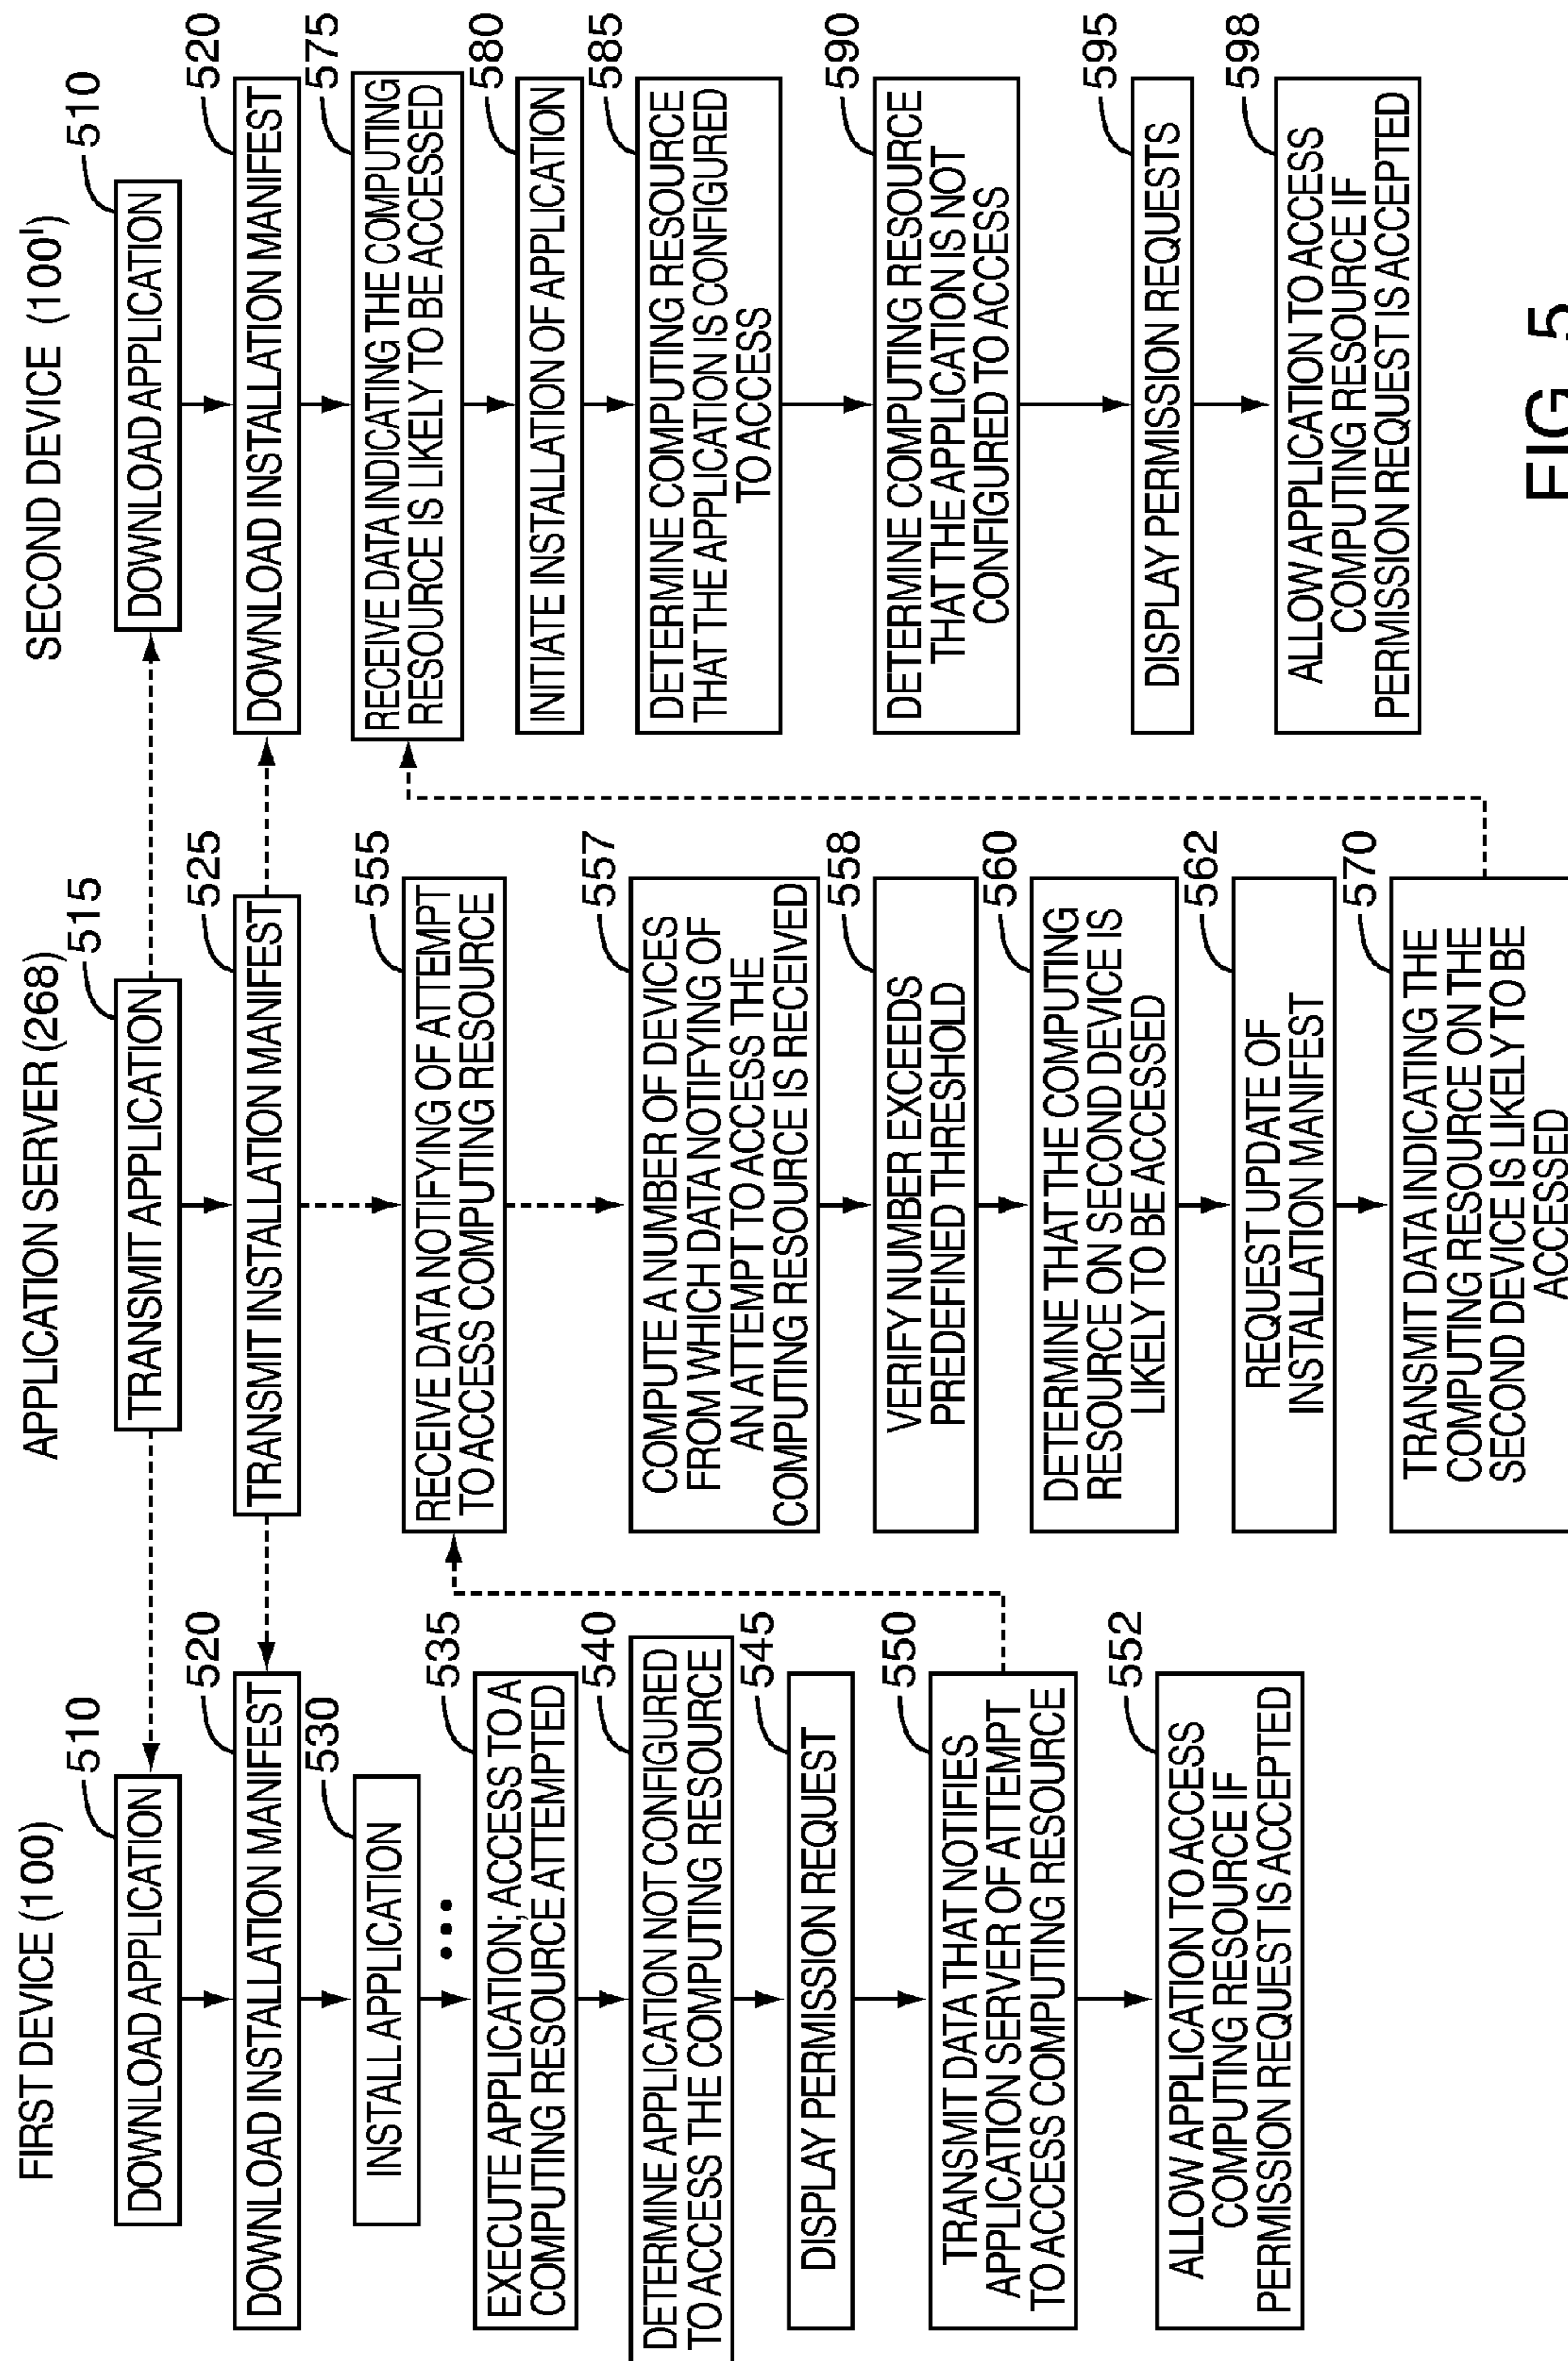 FIRST DEVICE (100)
510
DOWNLOAD APPLICATION
520
DOWNLOAD INSTALLATION MANIFEST
530
INSTALL APPLICATION
•••
535
EXECUTE APPLICATION; ACCESS TO A
COMPUTING RESOURCE ATTEMPTED
540
DETERMINE APPLICATION NOT CONFIGURED
TO ACCESS THE COMPUTING RESOURCE
545
DISPLAY PERMISSION REQUEST
550
TRANSMIT DATA THAT NOTIFIES
APPLICATION SERVER OF ATTEMPT
TO ACCESS COMPUTING RESOURCE
552
ALLOW APPLICATION TO ACCESS
COMPUTING RESOURCE IF
PERMISSION REQUEST IS ACCEPTED
APPLICATION SERVER (268)
515
TRANSMIT APPLICATION
525
TRANSMIT INSTALLATION MANIFEST
555
RECEIVE DATA NOTIFYING OF ATTEMPT
TO ACCESS COMPUTING RESOURCE
557
COMPUTE A NUMBER OF DEVICES
FROM WHICH DATA NOTIFYING OF
AN ATTEMPT TO ACCESS THE
COMPUTING RESOURCE IS RECEIVED
558
VERIFY NUMBER EXCEEDS
PREDEFINED THRESHOLD
560
DETERMINE THAT THE COMPUTING
RESOURCE ON SECOND DEVICE IS
LIKELY TO BE ACCESSED
562
REQUEST UPDATE OF
INSTALLATION MANIFEST
570
TRANSMIT DATA INDICATING THE
COMPUTING RESOURCE ON THE
SECOND DEVICE IS LIKELY TO BE
ACCESSED
SECOND DEVICE (100')
510
DOWNLOAD APPLICATION
520
DOWNLOAD INSTALLATION MANIFEST
575
RECEIVE DATA INDICATING THE COMPUTING
RESOURCE IS LIKELY TO BE ACCESSED
580
INITIATE INSTALLATION OF APPLICATION
585
DETERMINE COMPUTING RESOURCE
THAT THE APPLICATION IS CONFIGURED
TO ACCESS
590
DETERMINE COMPUTING RESOURCE
THAT THE APPLICATION IS NOT
CONFIGURED TO ACCESS
595
DISPLAY PERMISSION REQUESTS
598
ALLOW APPLICATION TO ACCESS
COMPUTING RESOURCE IF
PERMISSION REQUEST IS ACCEPTED
FIG. 5